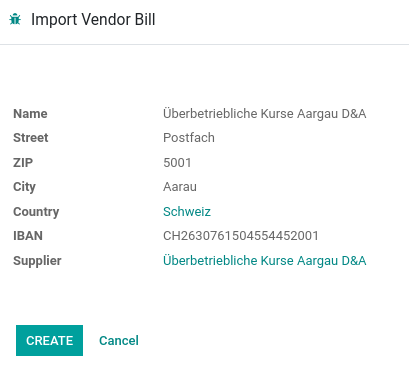 Import Vendor Bill
Name Überbetriebliche Kurse Aargau D&A
Street Postfach
ZIP 5001
City Aarau
Country Schweiz
IBAN CH2630761504554452001
Supplier Überbetriebliche Kurse Aargau D&A
CREATE Cancel